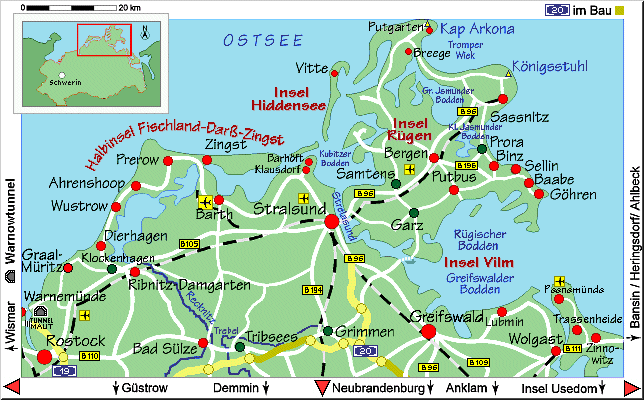 0 20 km
20 im Bau
Schwerin
OSTSEE
Putgarten
Kap Arkona
Breege
Tromper
Wiek
Königsstuhl
Vitte
Insel
Hiddensee
Gr. Jsmunder
Bodden
B96
Sassnitz
Halbinsel Fischland-Darß-Zingst
Insel
Rügen
Kl. Jasmunder
Bodden
Prora
Binz
Prerow
Zingst
Barhöft
Klausdorf
Kubitzer
Bodden
Bergen
Samtens
B196
Sellin
Baabe
Göhren
Ahrenshoop
Wustrow
Barth
Stralsund
Strelasund
B96
Putbus
Garz
Dierhagen
Klockenhagen
B105
Graal-
Müritz
Ribnitz-Damgarten
Recknitz
B96
B194
Rügischer
Bodden
Insel Vilm
Greifswalder
Bodden
Peenemünde
Warnemünde
TUNNEL
MAUT
Rostock
B110
19
Bad Sülze
Trebel
Tribsees
Grimmen
20
Greifswald
B96
B109
Lubmin
Wolgast
B111
Trassenheide
Zinno-
witz
Wismar
Warnowtunnel
Bansin / Heringsdorf/ Ahlbeck
Güstrow
Demmin
Neubrandenburg
Anklam
Insel Usedom